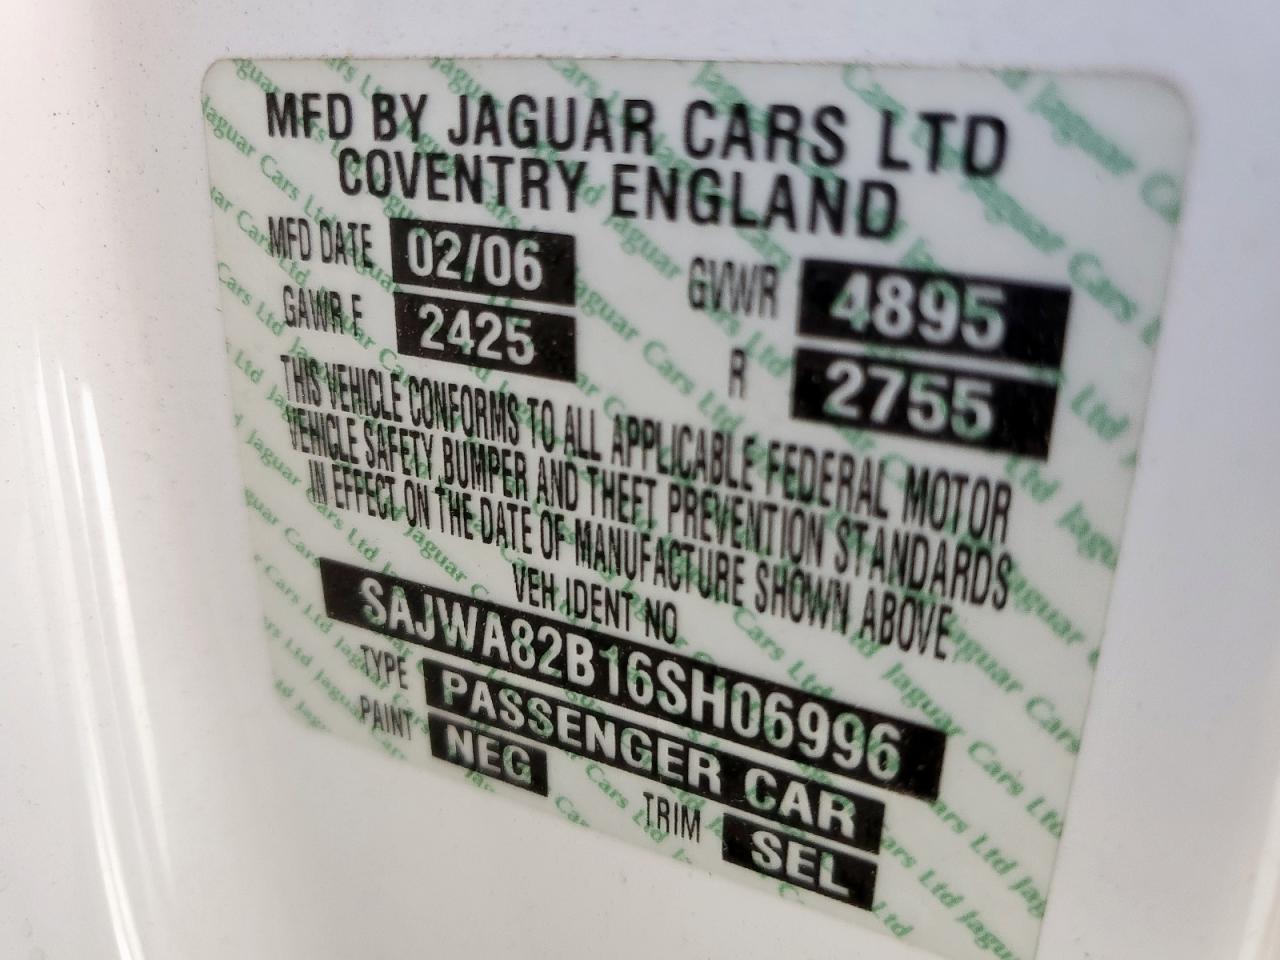 MFD BY JAGUAR CARS LTD
COVENTRY ENGLAND
MFD DATE 02/06 GVWR 4895
GAWR F 2425 R 2755
THIS VEHICLE CONFORMS TO ALL APPLICABLE FEDERAL MOTOR
VEHICLE SAFETY BUMPER AND THEFT PREVENTION STANDARDS
IN EFFECT ON THE DATE OF MANUFACTURE SHOWN ABOVE
VEH IDENT NO
SAJWA82B16SH06996
TYPE PASSENGER CAR
PAINT NEG TRIM SEL